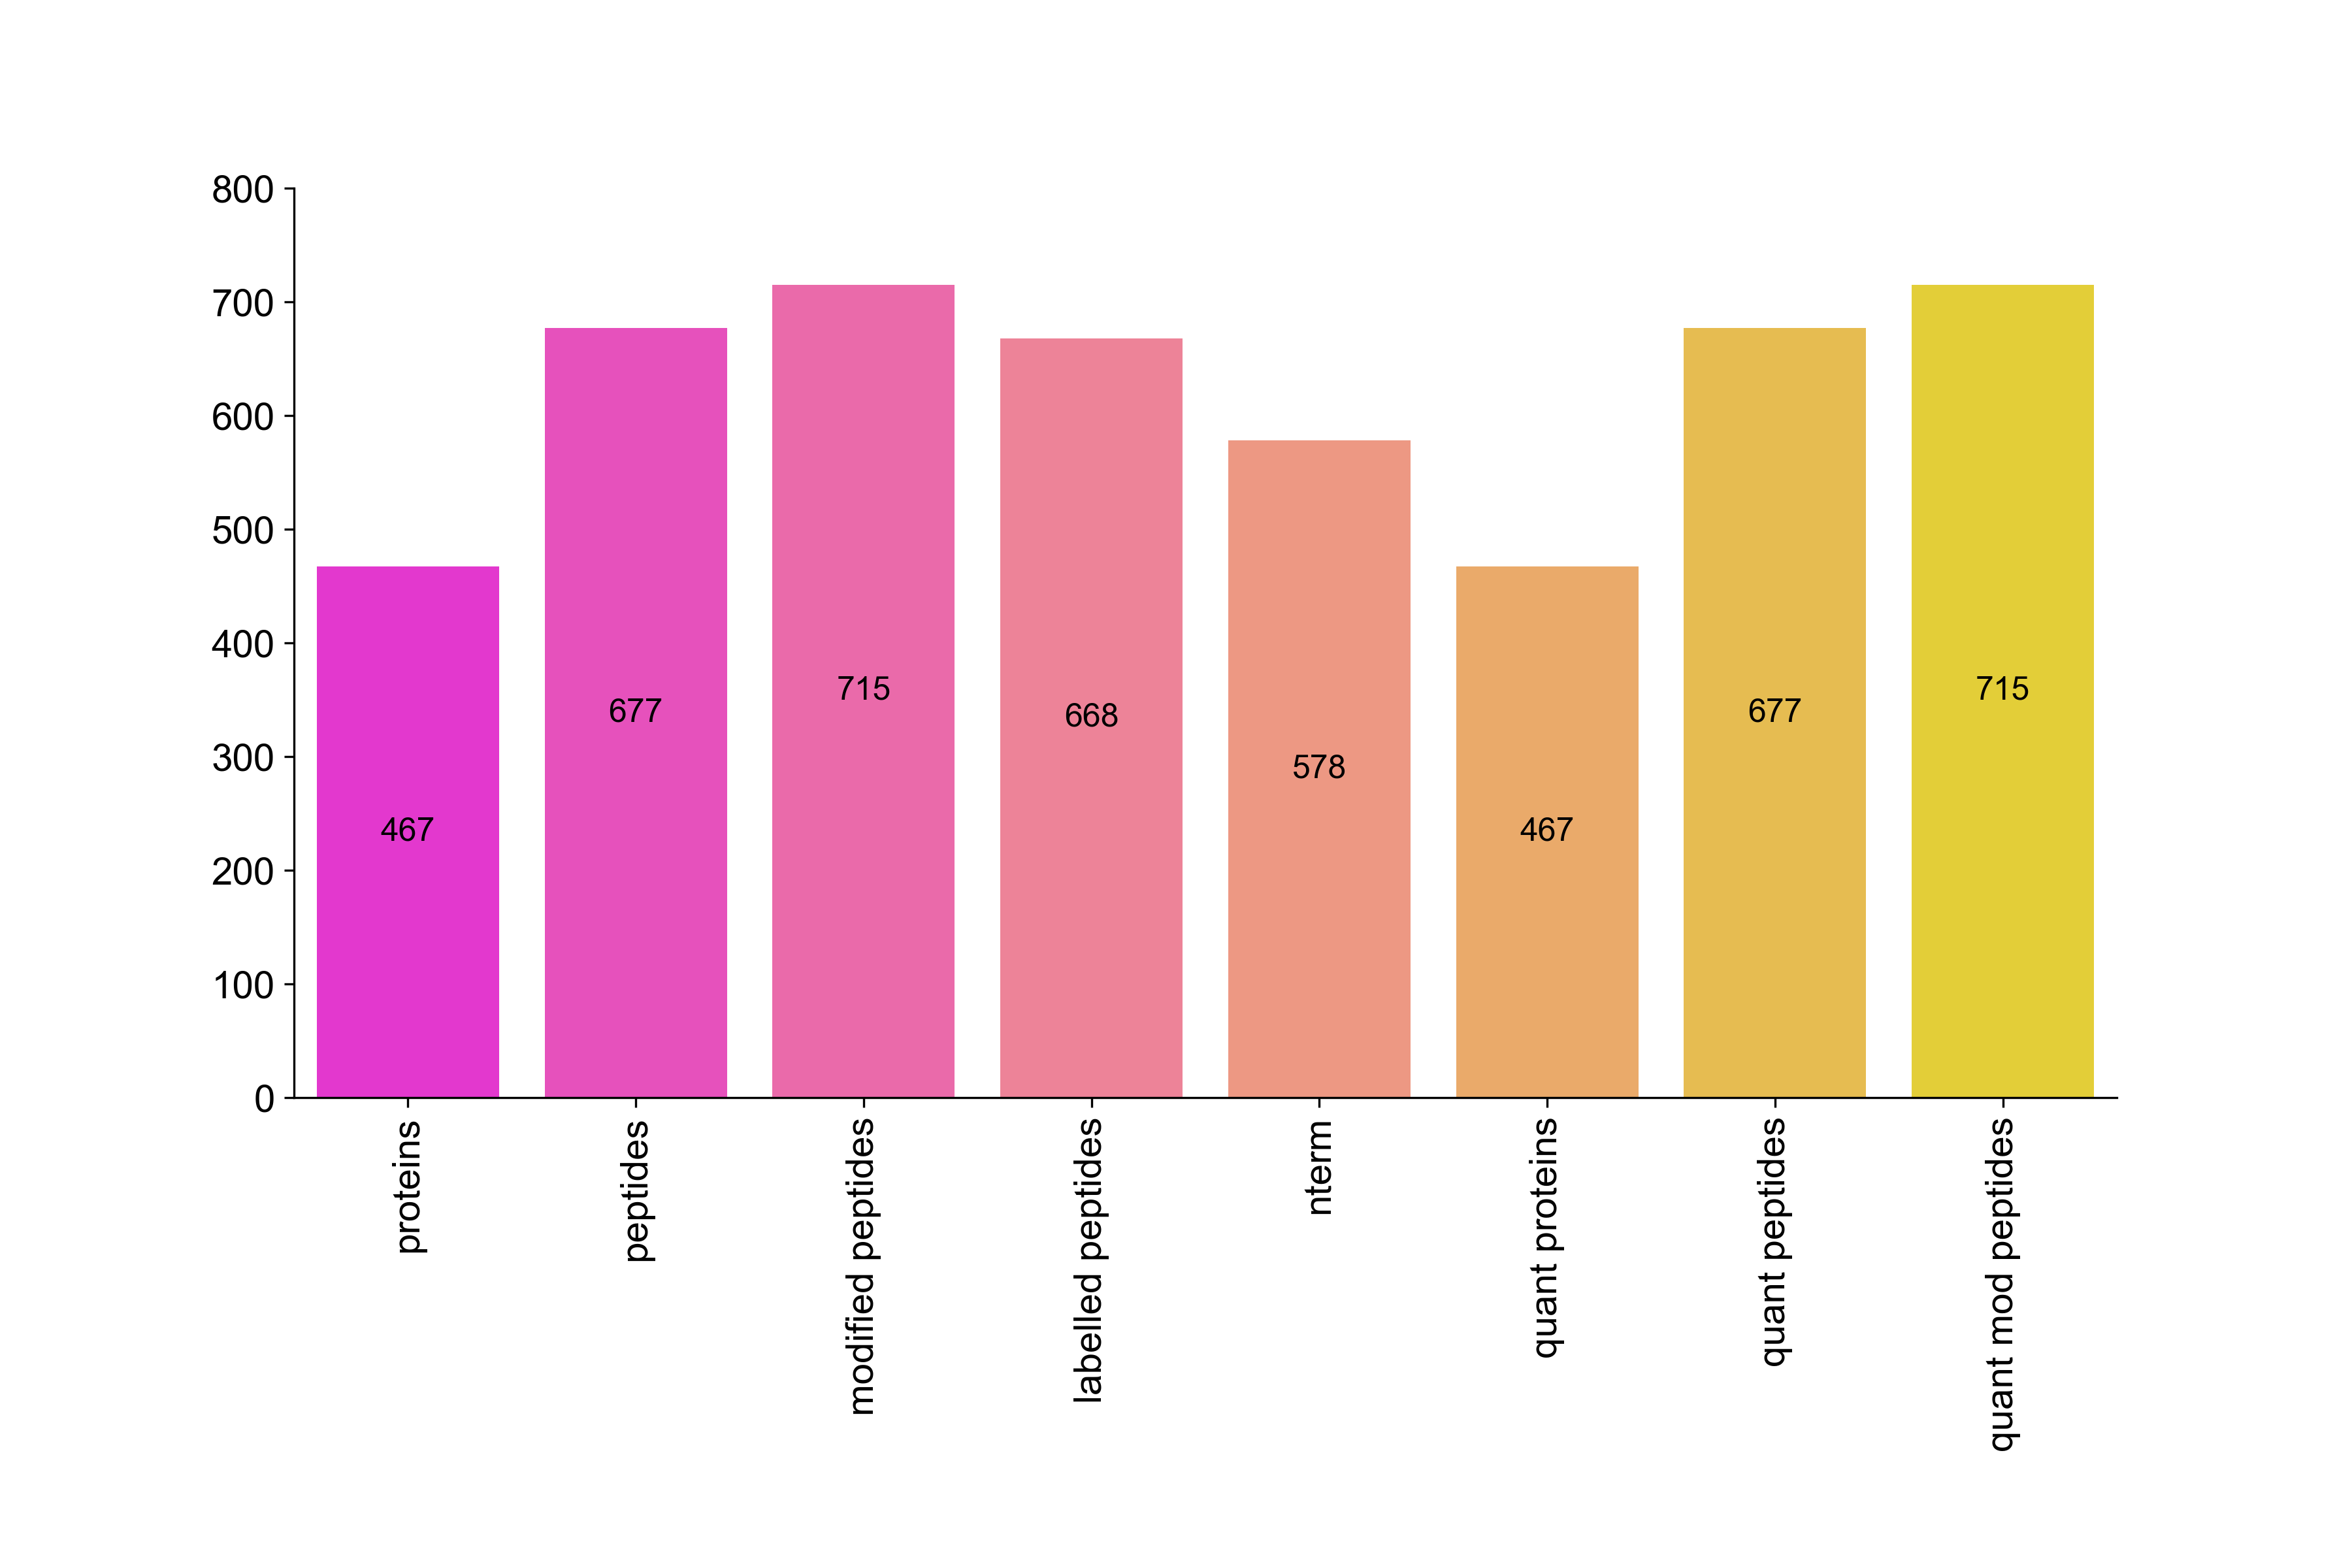 800
700
600
500
400
300
200
100
0
467
677
715
668
578
467
677
715
proteins
peptides
modified peptides
labelled peptides
nterm
quant proteins
quant peptides
quant mod peptides